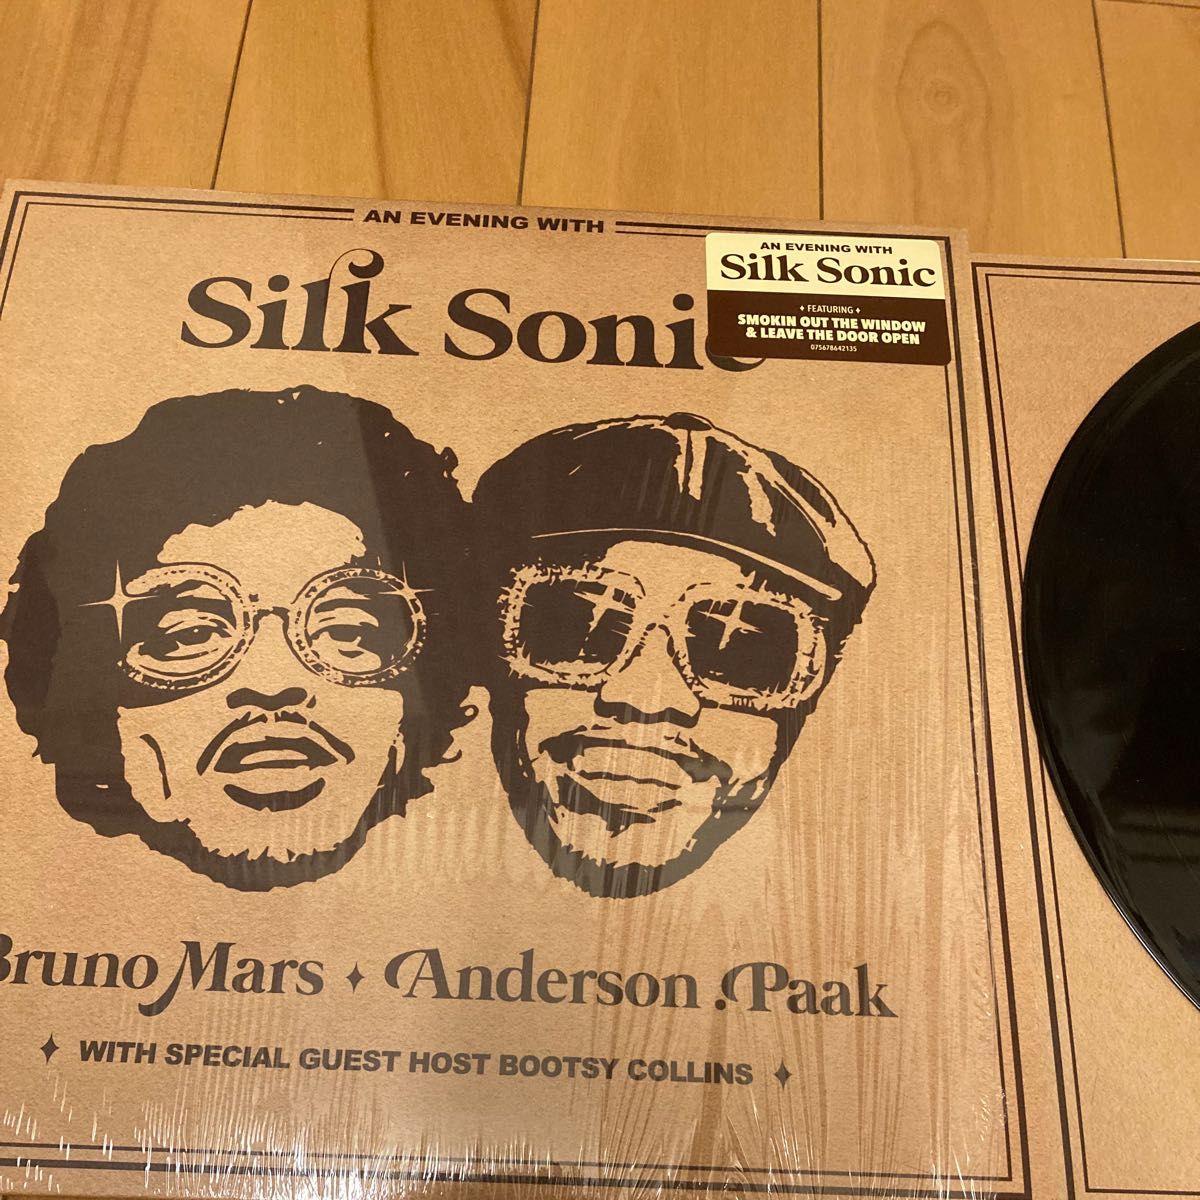 AN EVENING WITH
Silk Sonic
AN EVENING WITH
Silk Sonic
FEATURING
SMOKIN OUT THE WINDOW
& LEAVE THE DOOR OPEN
075678642135
Bruno Mars Anderson .Paak
WITH SPECIAL GUEST HOST BOOTSY COLLINS